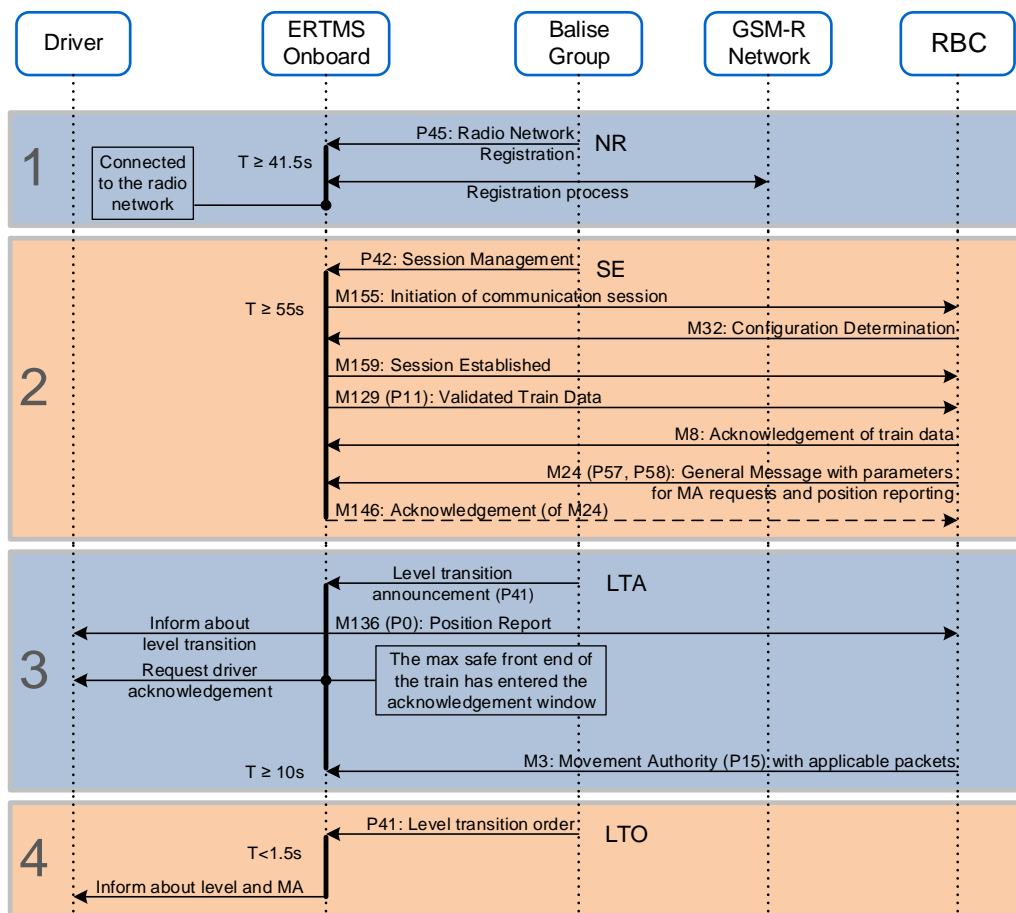 Driver
ERTMS
Onboard
Balise
Group
GSM-R
Network
RBC
1
P45: Radio Network
Registration
NR
T ≥ 41.5s
Connected
to the radio
network
Registration process
2
P42: Session Management
SE
T ≥ 55s
M155: Initiation of communication session
M32: Configuration Determination
M159: Session Established
M129 (P11): Validated Train Data
M8: Acknowledgement of train data
M24 (P57, P58): General Message with parameters
for MA requests and position reporting
M146: Acknowledgement (of M24)
3
Level transition
announcement (P41)
LTA
Inform about
level transition
M136 (P0): Position Report
Request driver
acknowledgement
The max safe front end of
the train has entered the
acknowledgement window
M3: Movement Authority (P15) with applicable packets
T ≥ 10s
4
P41: Level transition order
LTO
T<1.5s
Inform about level and MA